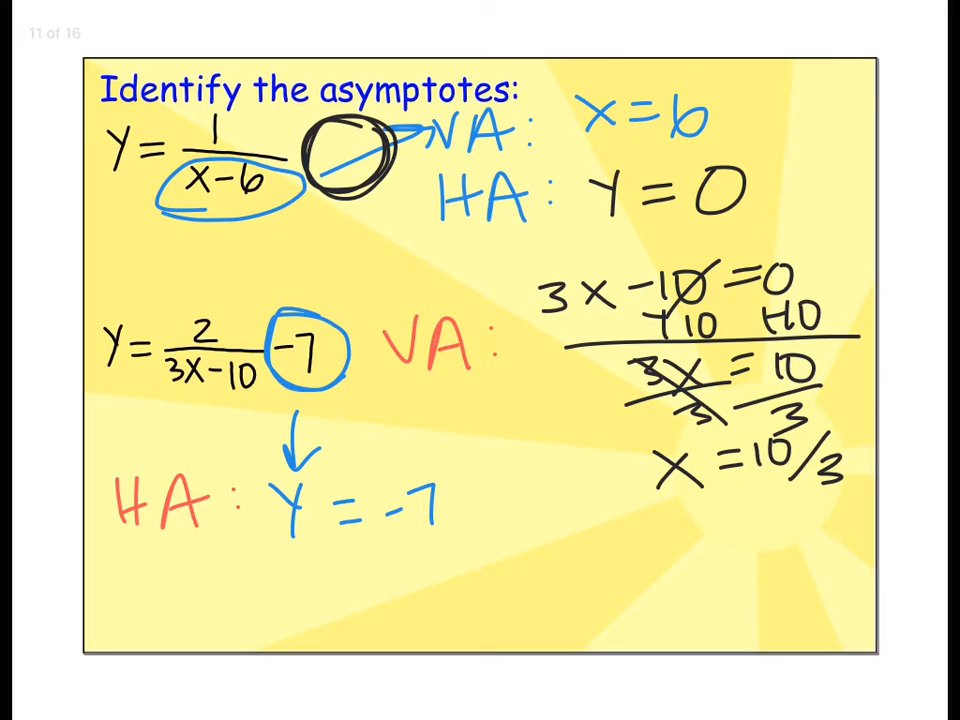 11 of 16
Identify the asymptotes:
Y = 1/(x-6)
VA: x = 6
HA: Y = 0
Y = 2/(3x-10) -7
VA:
3x -10 = 0
+10 +10
3x/3 = 10/3
x = 10/3
HA: Y = -7